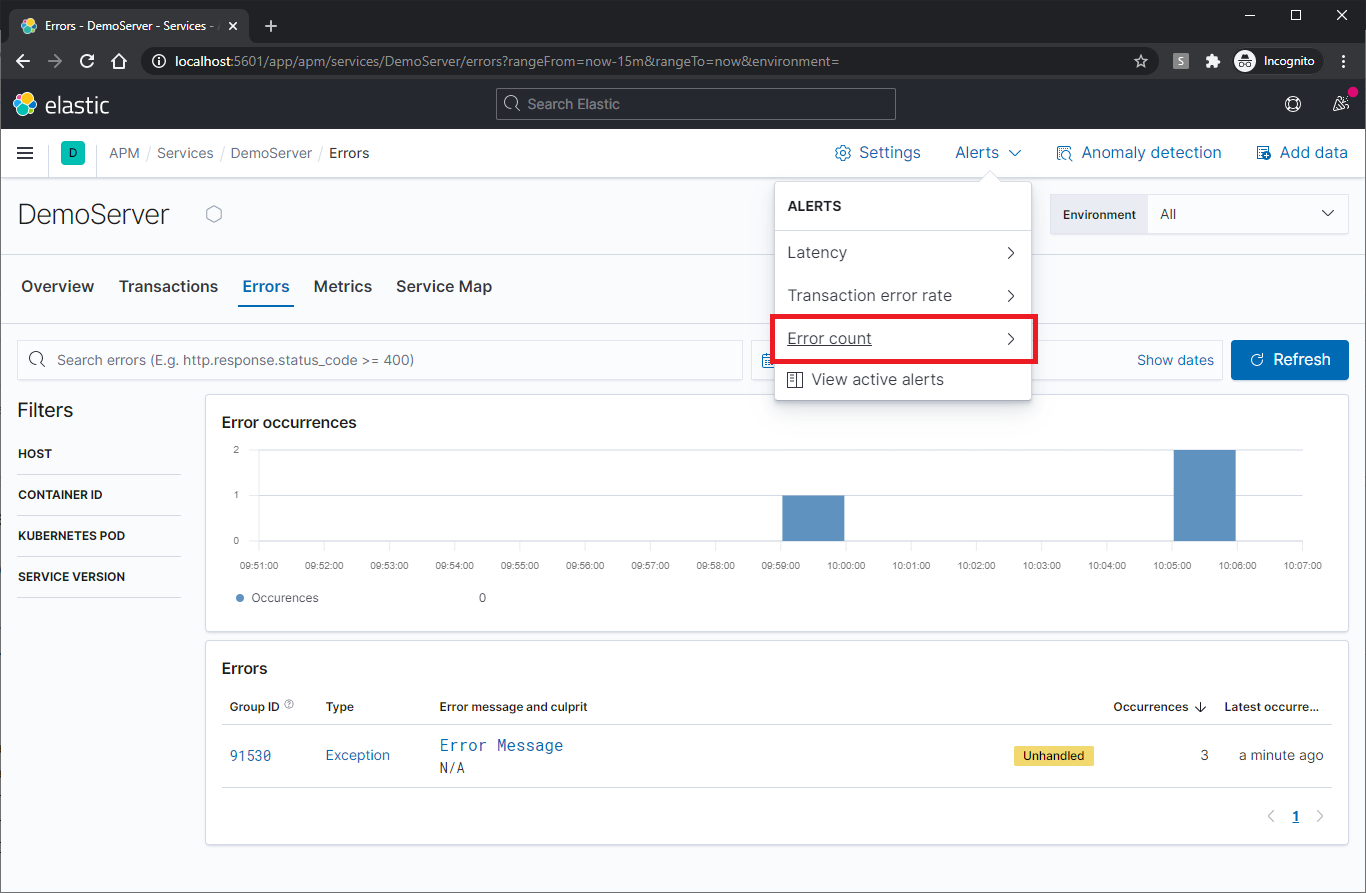 Errors - DemoServer - Services -
localhost:5601/app/apm/services/DemoServer/errors?rangeFrom=now-15m&rangeTo=now&environment=
S
Incognito
elastic
Search Elastic
D
APM / Services / DemoServer / Errors
Settings
Alerts
Anomaly detection
Add data
DemoServer
ALERTS
Environment
All
Latency
Overview
Transactions
Errors
Metrics
Service Map
Transaction error rate
Error count
Search errors (E.g. http.response.status_code >= 400)
Show dates
Refresh
View active alerts
Filters
HOST
CONTAINER ID
KUBERNETES POD
SERVICE VERSION
Error occurrences
2
1
0
09:51:00 09:52:00 09:53:00 09:54:00 09:55:00 09:56:00 09:57:00 09:58:00 09:59:00 10:00:00 10:01:00 10:02:00 10:03:00 10:04:00 10:05:00 10:06:00 10:07:00
Occurences 0
Errors
Group ID Type Error message and culprit Occurrences Latest occurre...
91530 Exception Error Message Unhandled 3 a minute ago
N/A
1